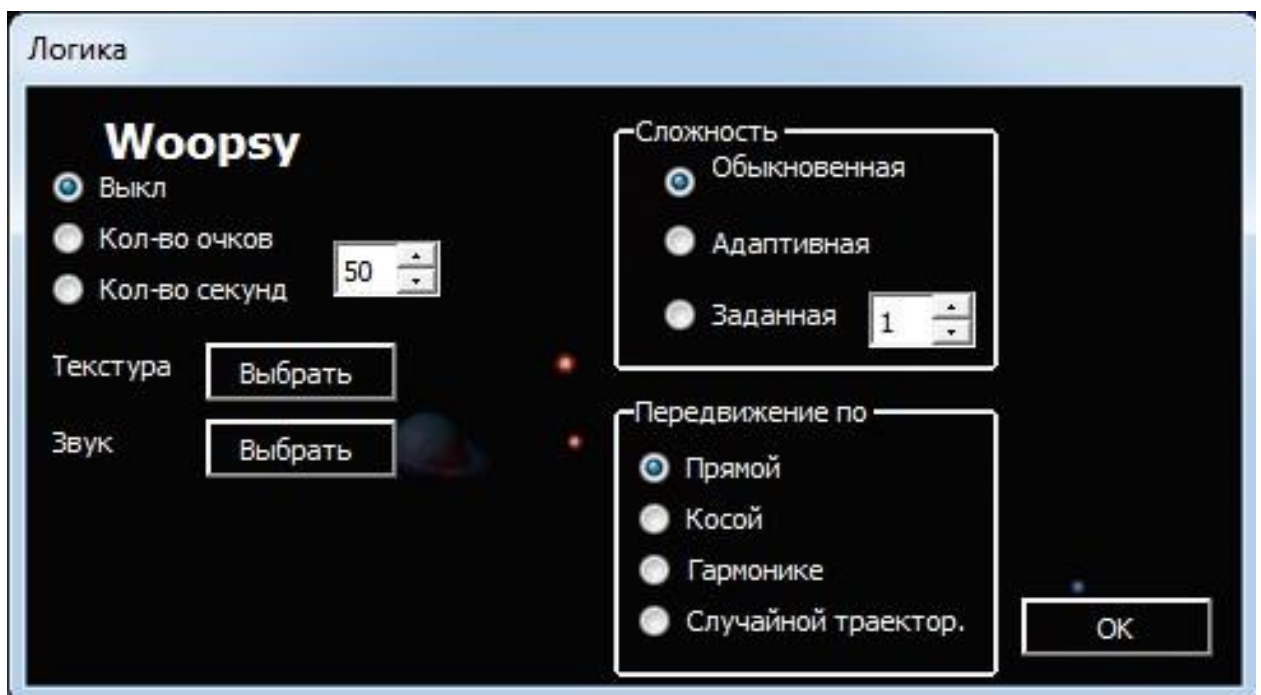 Логика
Woopsy
Выкл
Кол-во очков
Кол-во секунд
50
Текстура
Выбрать
Звук
Выбрать
Сложность
Обыкновенная
Адаптивная
Заданная
1
Передвижение по
Прямой
Косой
Гармонике
Случайной траектор.
OK